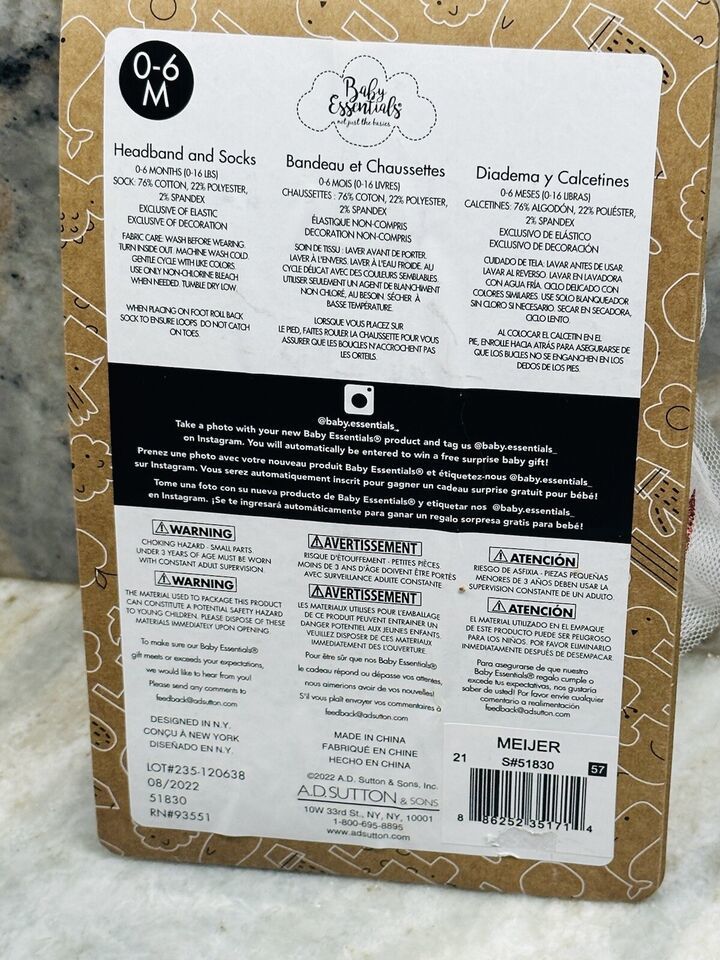 0-6
M
Baby
Essentials®
not just the basics
Headband and Socks
0-6 MONTHS (0-16 LBS)
SOCK: 76% COTTON, 22% POLYESTER,
2% SPANDEX
EXCLUSIVE OF ELASTIC
EXCLUSIVE OF DECORATION
FABRIC CARE: WASH BEFORE WEARING.
TURN INSIDE OUT. MACHINE WASH COLD.
GENTLE CYCLE WITH LIKE COLORS.
USE ONLY NON-CHLORINE BLEACH
WHEN NEEDED. TUMBLE DRY LOW
WHEN PLACING ON FOOT ROLL BACK
SOCK TO ENSURE LOOPS DO NOT CATCH
ON TOES.
Bandeau et Chaussettes
0-6 MOIS (0-16 LIVRES)
CHAUSSETTES : 76% COTON, 22% POLYESTER,
2% SPANDEX
ÉLASTIQUE NON-COMPRIS
DECORATION NON-COMPRIS
SOIN DE TISSU : LAVER AVANT DE PORTER.
LAVER À L'ENVERS. LAVER À L'EAU FROIDE. AU
CYCLE DÉLICAT AVEC DES COULEURS SEMBLABLES.
UTILISER SEULEMENT UN AGENT DE BLANCHIMENT
NON CHLORÉ, AU BESOIN. SÉCHER À
BASSE TEMPÉRATURE.
LORSQUE VOUS PLACEZ SUR
LE PIED, FAITES ROULER LA CHAUSSETTE POUR VOUS
ASSURER QUE LES BOUCLES N'ACCROCHENT PAS
LES ORTEILS.
Diadema y Calcetines
0-6 MESES (0-16 LIBRAS)
CALCETINES: 76% ALGODÓN, 22% POLIÉSTER,
2% SPANDEX
EXCLUSIVO DE ELÁSTICO
EXCLUSIVO DE DECORACIÓN
CUIDADO DE TELA: LAVAR ANTES DE USAR.
LAVAR AL REVERSO. LAVAR EN LAVADORA
CON AGUA FRÍA. CICLO DELICADO CON
COLORES SIMILARES. USE SOLO BLANQUEADOR
SIN CLORO SI NECESARIO. SECAR EN SECADORA,
CICLO LENTO.
AL COLOCAR EL CALCETIN EN EL
PIE, ENROLLE HACIA ATRÁS PARA ASEGURARSE DE
QUE LOS BUCLES NO SE ENGANCHEN EN LOS
DEDOS DE LOS PIES.
@baby.essentials_
Take a photo with your new Baby Essentials® product and tag us @baby.essentials_
on Instagram. You will automatically be entered to win a free surprise baby gift!
Prenez une photo avec votre nouveau produit Baby Essentials® et étiquetez-nous @baby.essentials_
sur Instagram. Vous serez automatiquement inscrit pour gagner un cadeau surprise gratuit pour bébé!
Tome una foto con su nueva producto de Baby Essentials® y etiquetar nos @baby.essentials_
en Instagram. ¡Se te ingresará automáticamente para ganar un regalo sorpresa gratis para bebé!
⚠WARNING
CHOKING HAZARD - SMALL PARTS
UNDER 3 YEARS OF AGE MUST BE WORN
WITH CONSTANT ADULT SUPERVISION.
⚠WARNING
THE MATERIAL USED TO PACKAGE THIS PRODUCT
CAN CONSTITUTE A POTENTIAL SAFETY HAZARD
TO YOUNG CHILDREN. PLEASE DISPOSE OF THESE
MATERIALS IMMEDIATELY UPON OPENING.
To make sure our Baby Essentials®
gift meets or exceeds your expectations,
we would like to hear from you!
Please send any comments to
feedback@adsutton.com
⚠AVERTISSEMENT
RISQUE D'ÉTOUFFEMENT - PETITES PIÈCES
MOINS DE 3 ANS D'ÂGE DOIVENT ÊTRE PORTÉS
AVEC SURVEILLANCE ADULTE CONSTANTE
⚠AVERTISSEMENT
LES MATÉRIAUX UTILISES POUR L'EMBALLAGE
DE CE PRODUIT PEUVENT ENTRAINER UN
DANGER POTENTIEL AUX JEUNES ENFANTS.
VEUILLEZ DISPOSER DE CES MATERIAUX
IMMEDIATEMENT DES L'OUVERTURE.
Pour être sûr que nos Baby Essentials®
le cadeau répond ou dépasse vos attentes,
nous aimerions avoir de vos nouvelles!
S'il vous plaît envoyer vos commentaires à
feedback@adsutton.com
⚠ATENCIÓN
RIESGO DE ASFIXIA - PIEZAS PEQUEÑAS
MENORES DE 3 AÑOS DEBEN USAR LA
SUPERVISIÓN CONSTANTE DE UN ADULTO
⚠ATENCIÓN
EL MATERIAL UTILIZADO EN EL EMPAQUE
DE ESTE PRODUCTO PUEDE SER PELIGROSO
PARA LOS NIÑOS. POR FAVOR ELIMINARLO
INMEDIATAMENTE DESPUÉS DE DESEMPACAR.
Para asegurarse de que nuestro
Baby Essentials® regalo cumple o
excede tus expectativas, nos gustaria
saber de usted! Por favor envie cualquier
comentario a realimentación
feedback@adsutton.com
DESIGNED IN N.Y.
CONÇU À NEW YORK
DISEÑADO EN N.Y.
LOT#235-120638
08/2022
51830
RN#93551
MADE IN CHINA
FABRIQUÉ EN CHINE
HECHO EN CHINA
©2022 A.D. Sutton & Sons, Inc.
A.D. SUTTON & SONS
10W 33rd St., NY, NY, 10001
1-800-695-8895
www.adsutton.com
MEIJER
21 S#51830 57
8 86252 35171 4